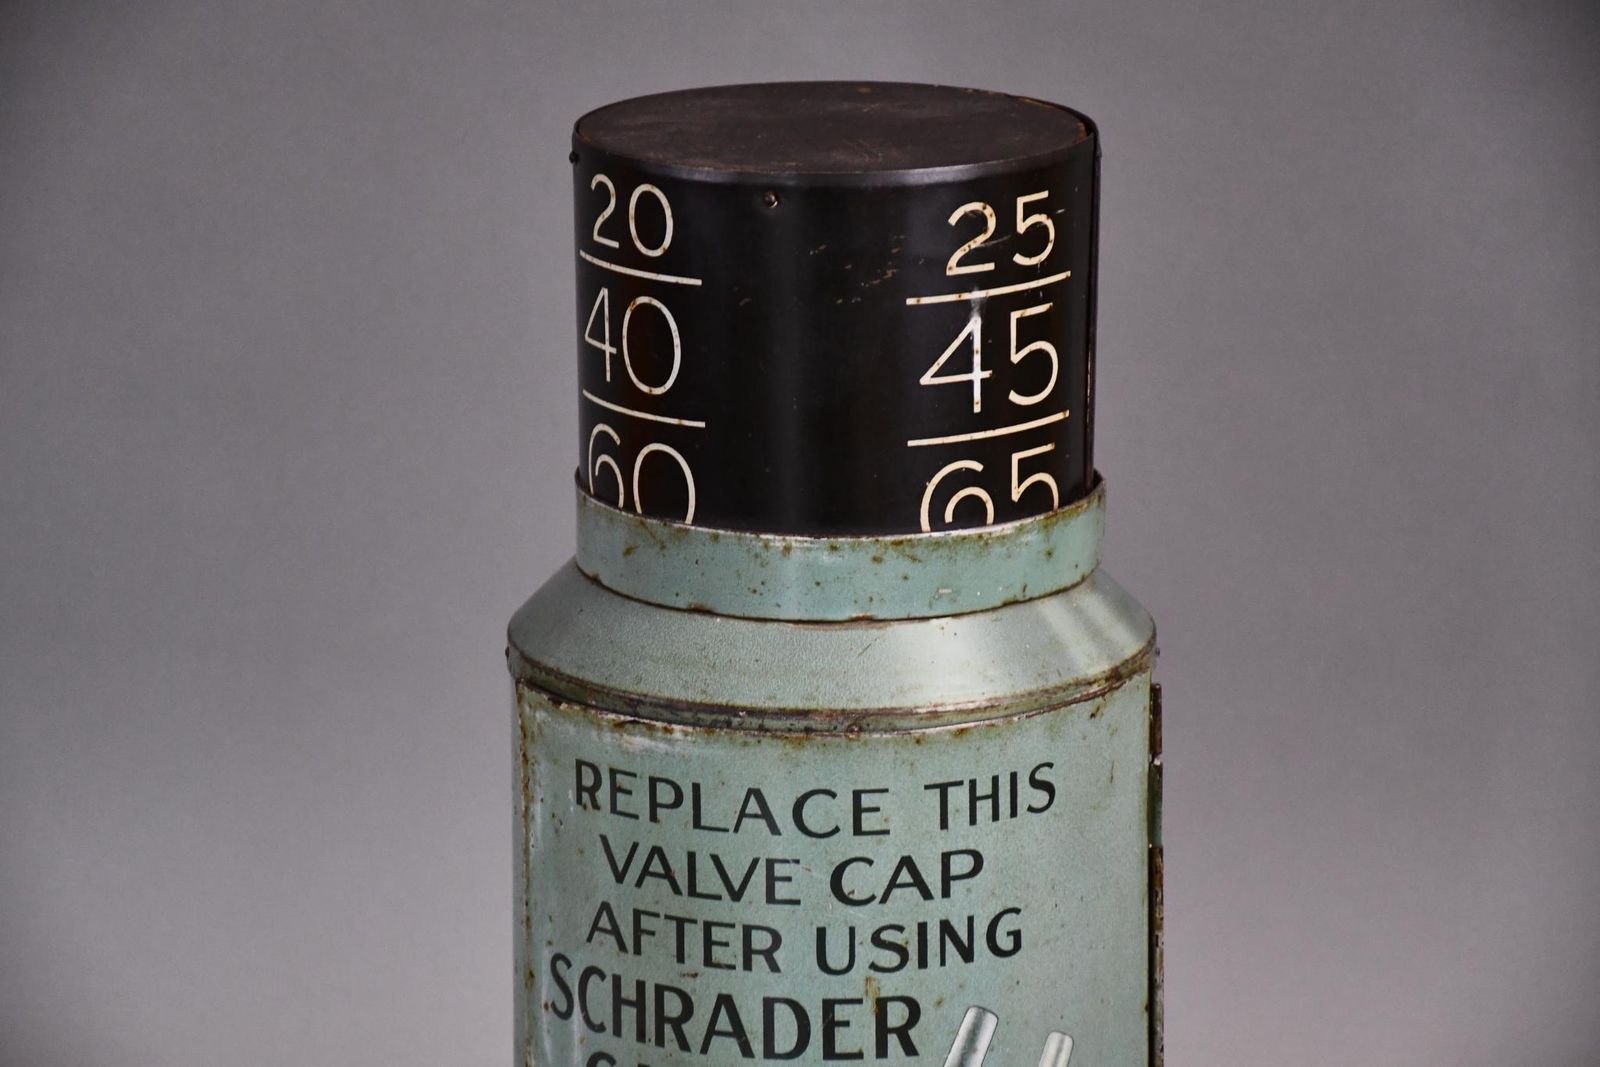 20 25
40 45
60 65
REPLACE THIS
VALVE CAP
AFTER USING
SCHRADER